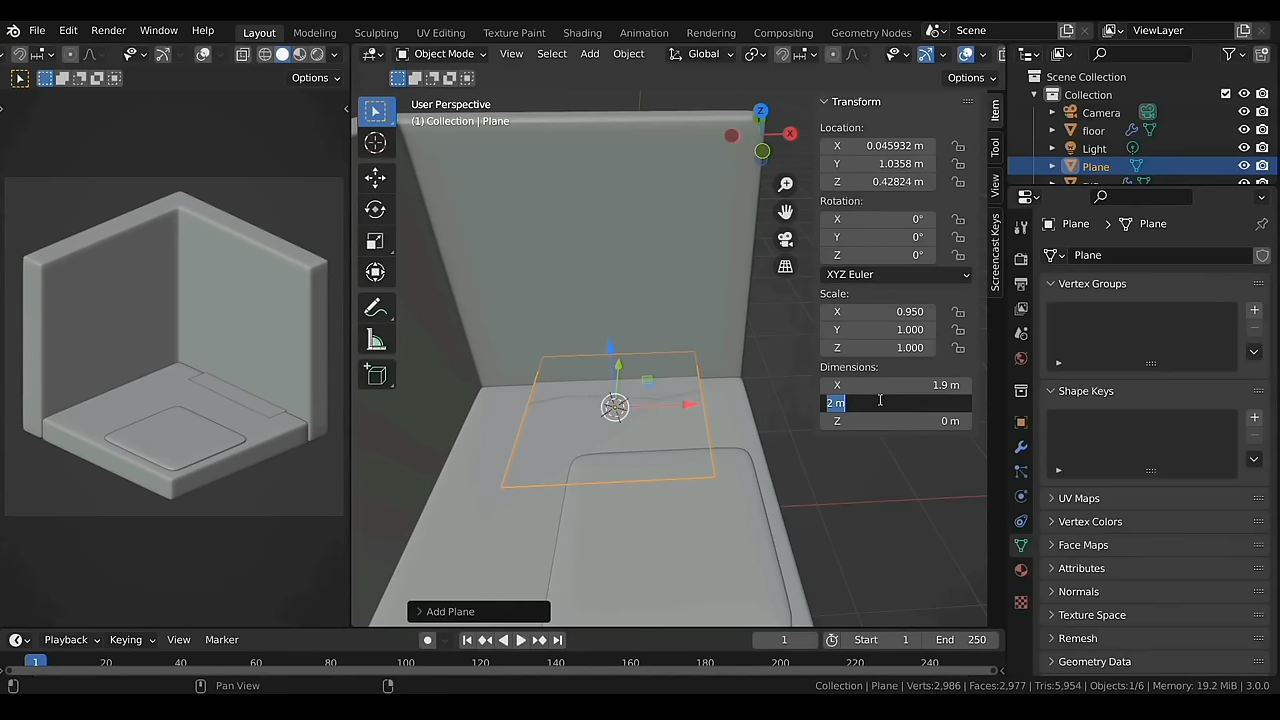 File Edit Render Window Help Layout Modeling Sculpting UV Editing Texture Paint Shading Animation Rendering Compositing Geometry Nodes Scene ViewLayer
Object Mode View Select Add Object Global
Options
Options
User Perspective
(1) Collection | Plane
Z
X
Add Plane
Transform
Location:
X 0.045932 m
Y 1.0358 m
Z 0.42824 m
Rotation:
X 0°
Y 0°
Z 0°
XYZ Euler
Scale:
X 0.950
Y 1.000
Z 1.000
Dimensions:
X 1.9 m
2 m
Z 0 m
Item
Tool
View
Screencast Keys
Scene Collection
Collection
Camera
floor
Light
Plane
Plane > Plane
Plane
Vertex Groups
Shape Keys
UV Maps
Vertex Colors
Face Maps
Attributes
Normals
Texture Space
Remesh
Geometry Data
Playback Keying View Marker 1 Start 1 End 250
1 20 40 60 80 100 120 140 160 180 200 220 240
Pan View Collection | Plane | Verts:2,986 | Faces:2,977 | Tris:5,954 | Objects:1/6 | Memory: 19.2 MiB | 3.0.0